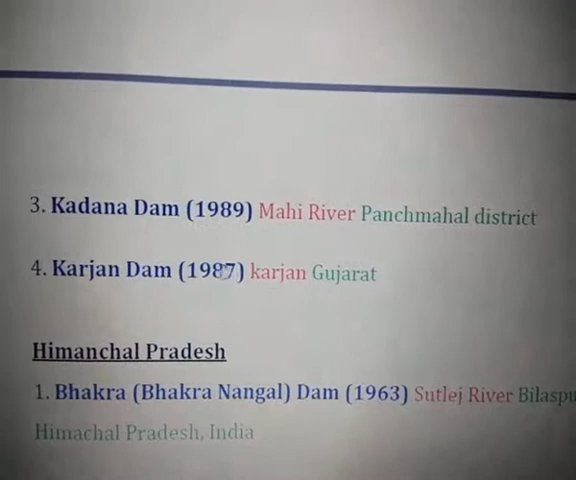 3. Kadana Dam (1989) Mahi River Panchmahal district
4. Karjan Dam (1987) karjan Gujarat
Himanchal Pradesh
1. Bhakra (Bhakra Nangal) Dam (1963) Sutlej River Bilaspu
Himachal Pradesh, India